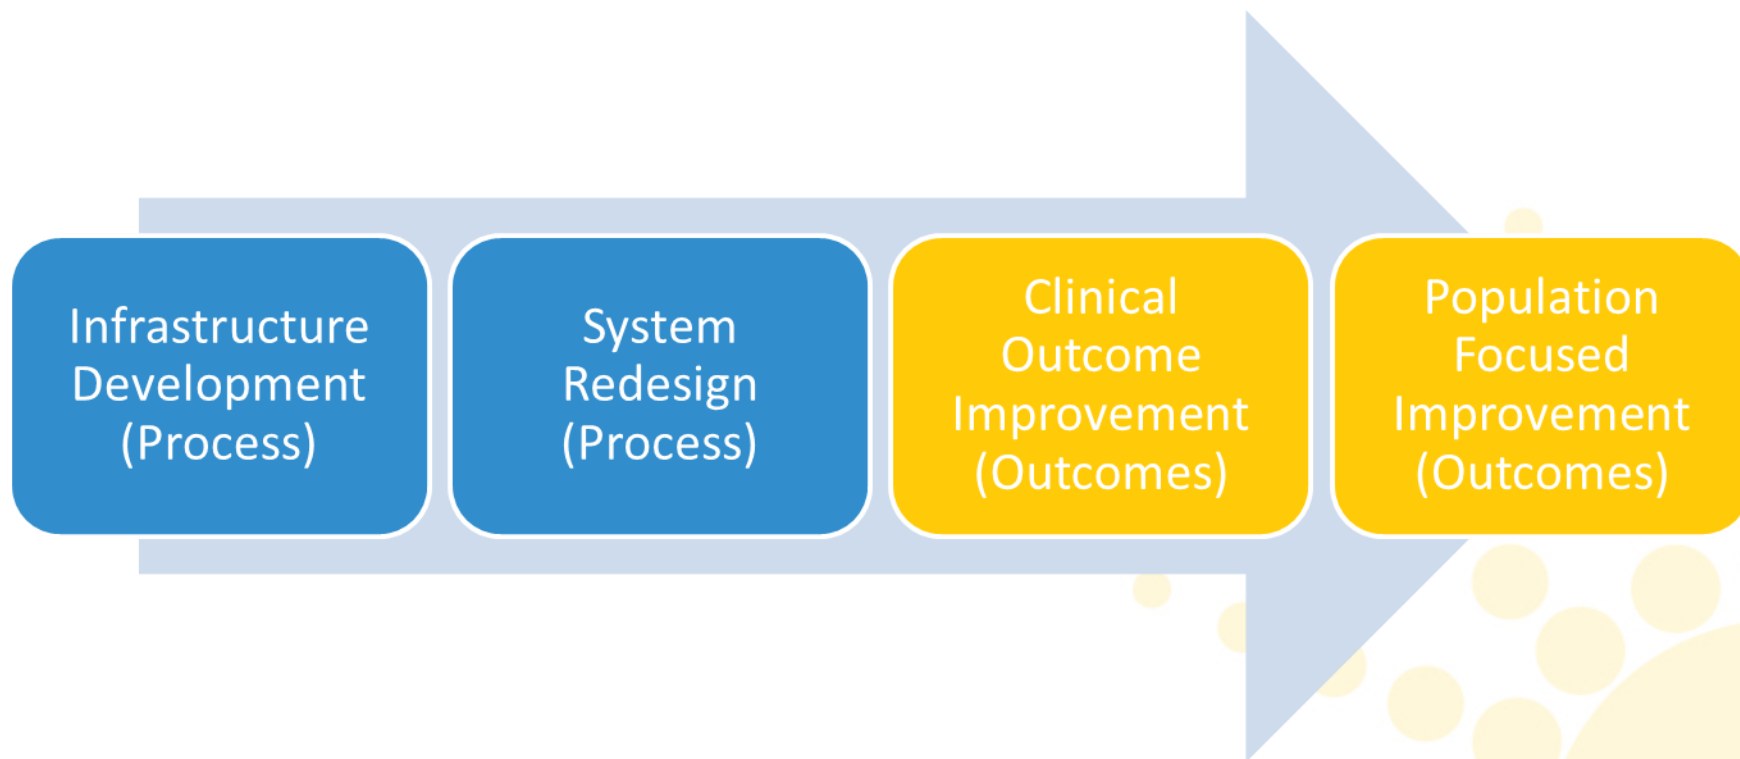 Infrastructure
Development
(Process)
System
Redesign
(Process)
Clinical
Outcome
Improvement
(Outcomes)
Population
Focused
Improvement
(Outcomes)